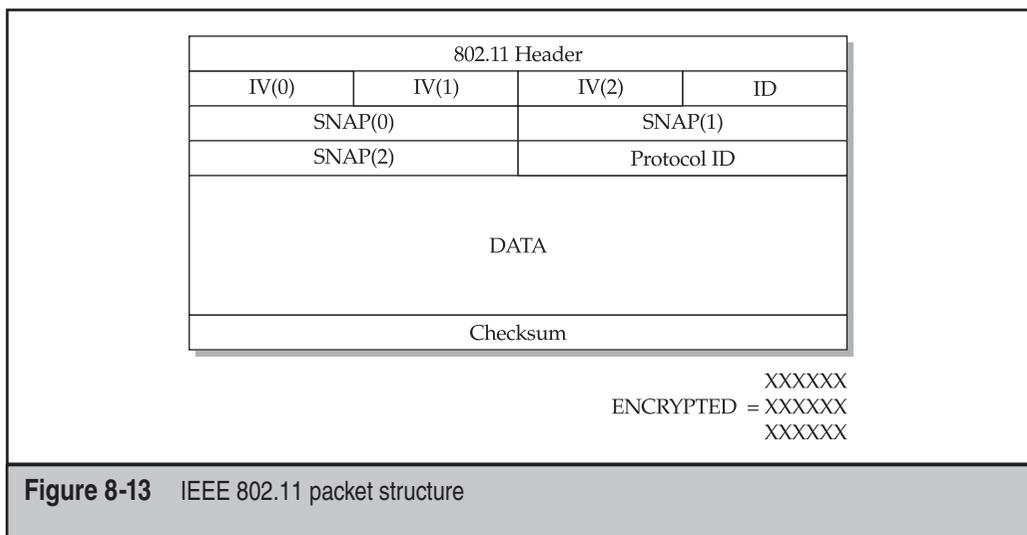 802.11 Header
IV(0) IV(1) IV(2) ID
SNAP(0) SNAP(1)
SNAP(2) Protocol ID
DATA
Checksum
XXXXXX
ENCRYPTED = XXXXXX
XXXXXX
Figure 8-13 IEEE 802.11 packet structure